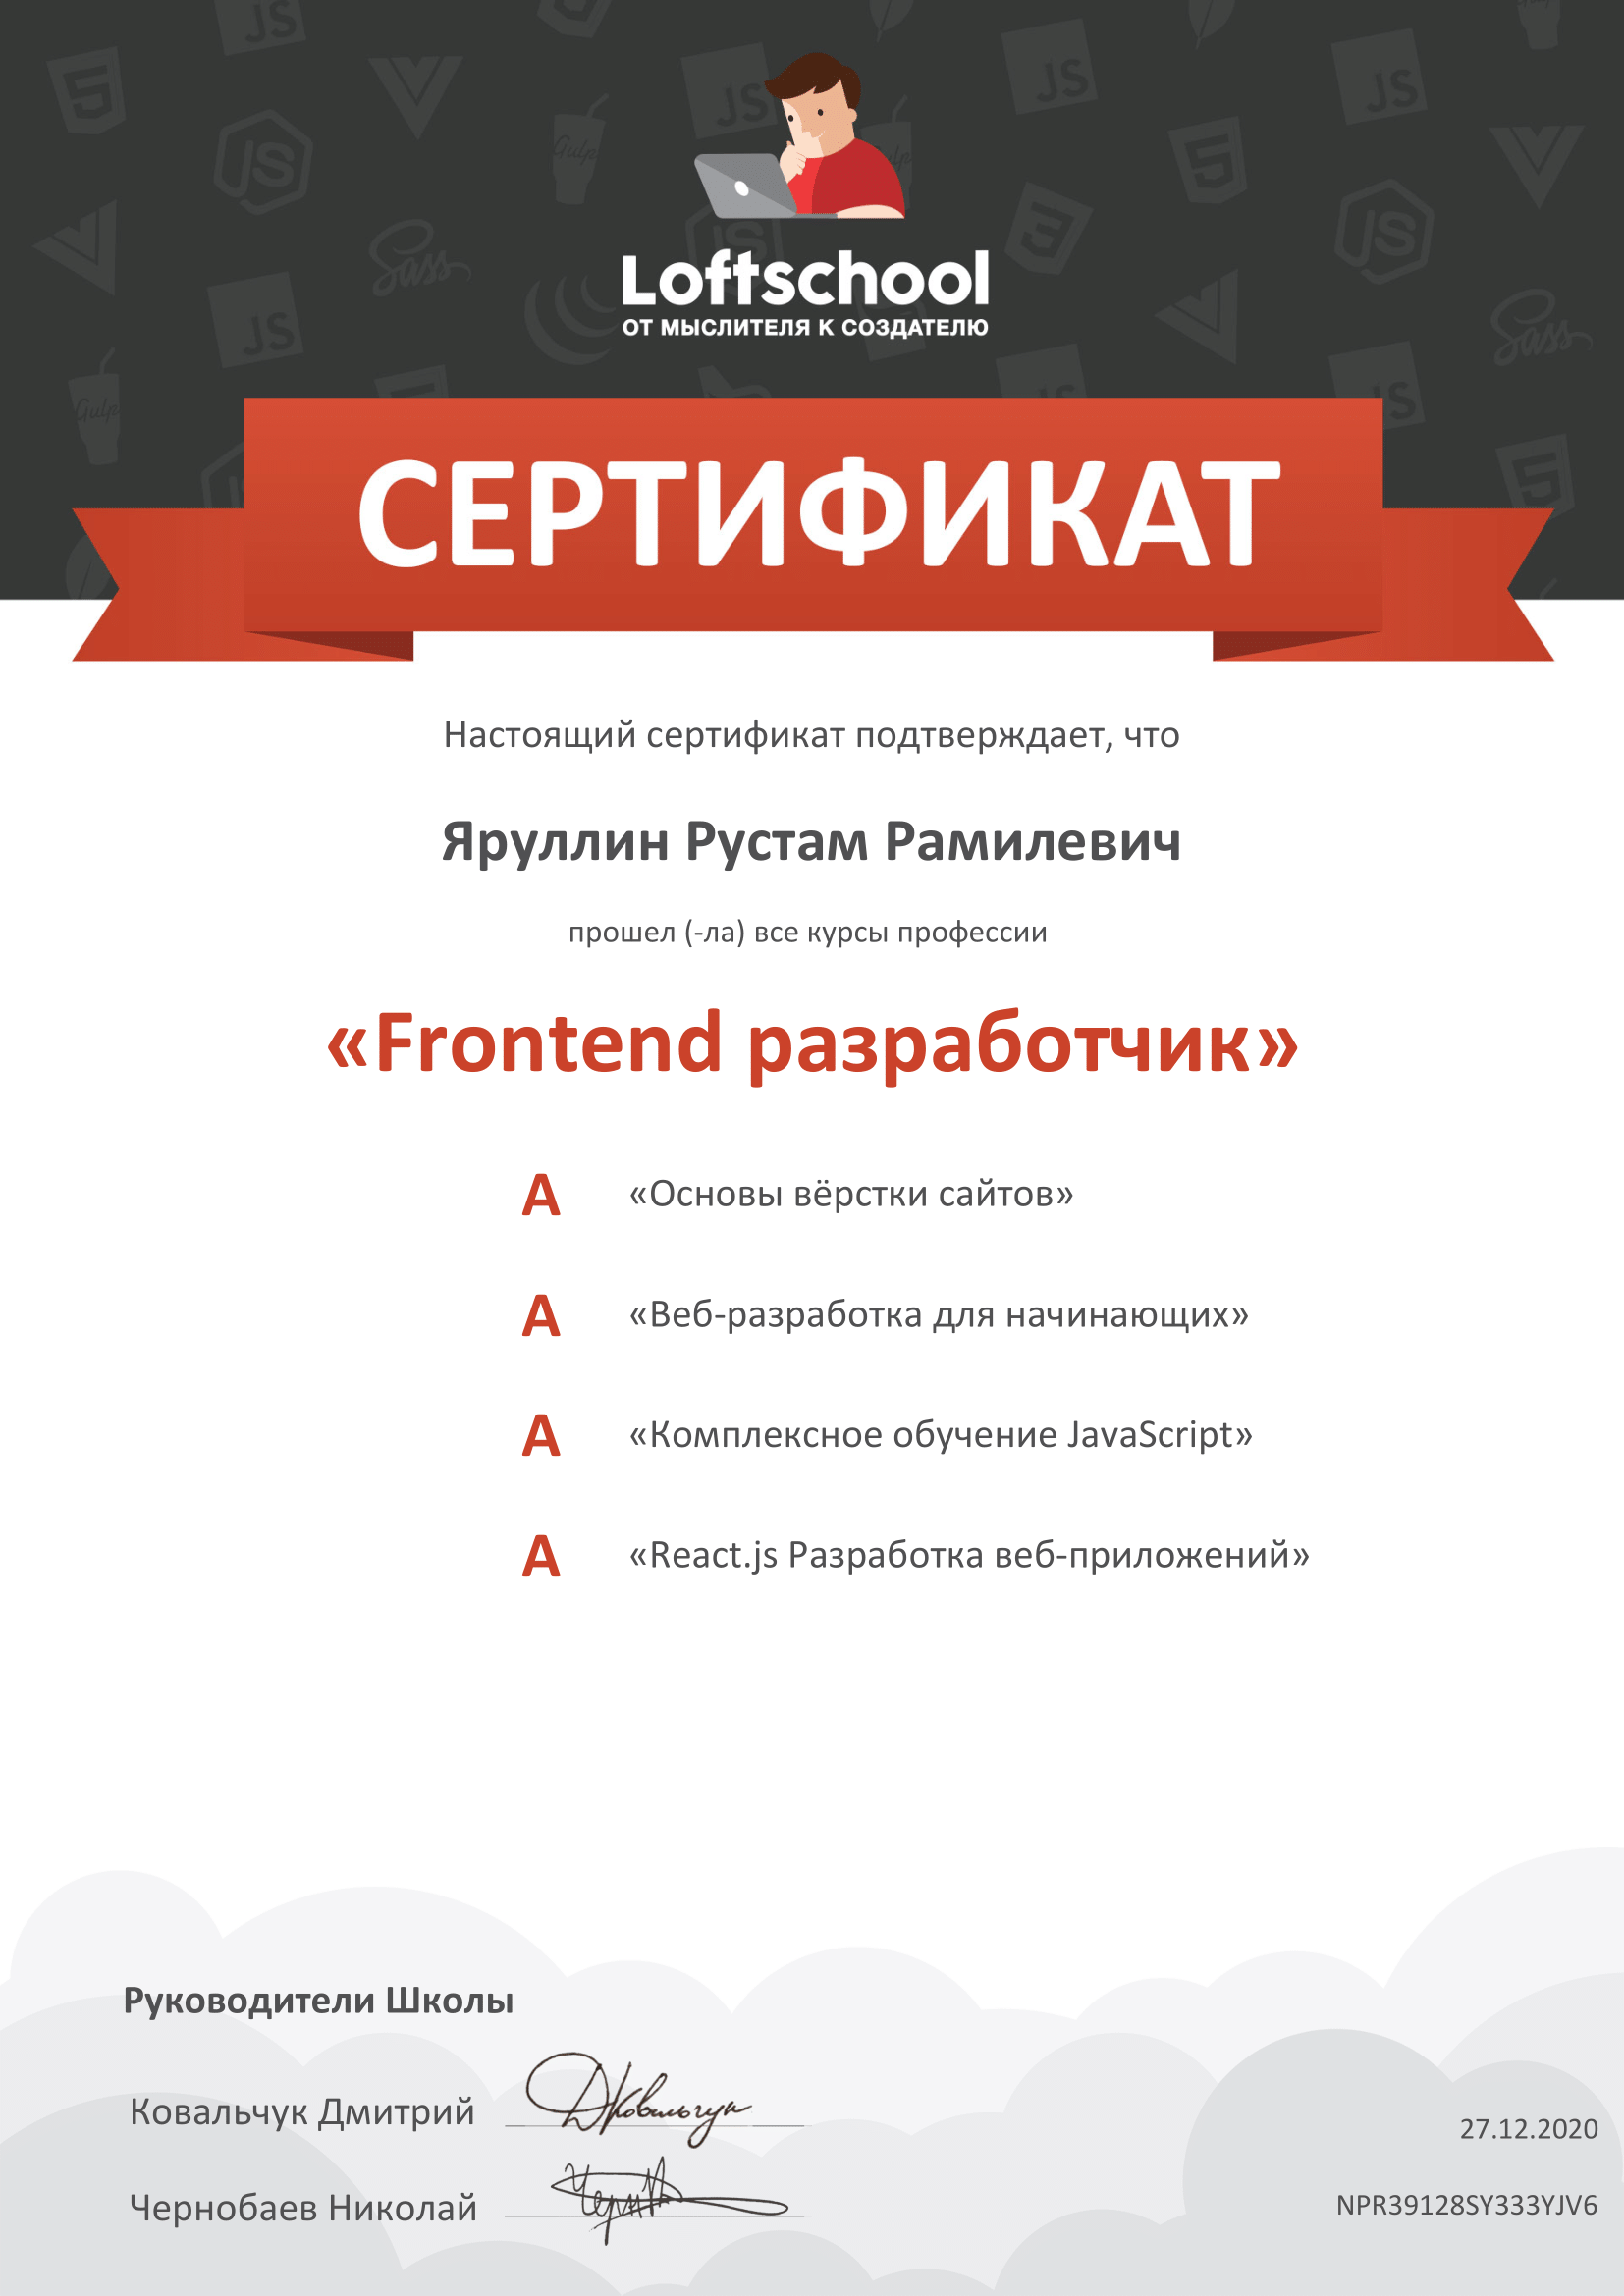 Loftschool
ОТ МЫСЛИТЕЛЯ К СОЗДАТЕЛЮ
СЕРТИФИКАТ
Настоящий сертификат подтверждает, что
Яруллин Рустам Рамилевич
прошел (-ла) все курсы профессии
«Frontend разработчик»
A «Основы вёрстки сайтов»
A «Веб-разработка для начинающих»
A «Комплексное обучение JavaScript»
A «React.js Разработка веб-приложений»
Руководители Школы
Ковальчук Дмитрий
27.12.2020
Чернобаев Николай
NPR39128SY333YJV6